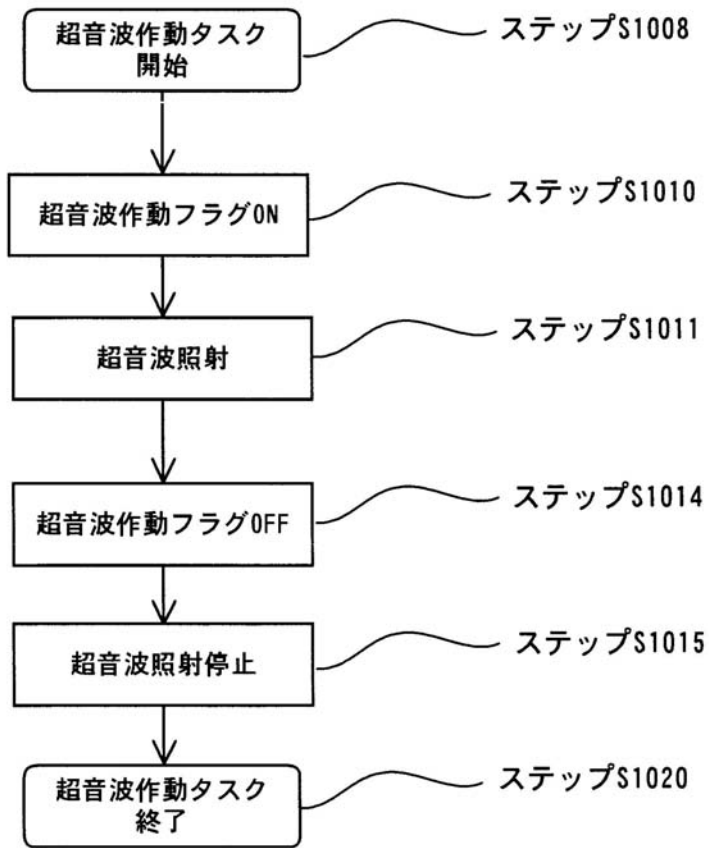 超音波作動タスク
開始
ステップS1008
超音波作動フラグON
ステップS1010
超音波照射
ステップS1011
超音波作動フラグOFF
ステップS1014
超音波照射停止
ステップS1015
超音波作動タスク
終了
ステップS1020